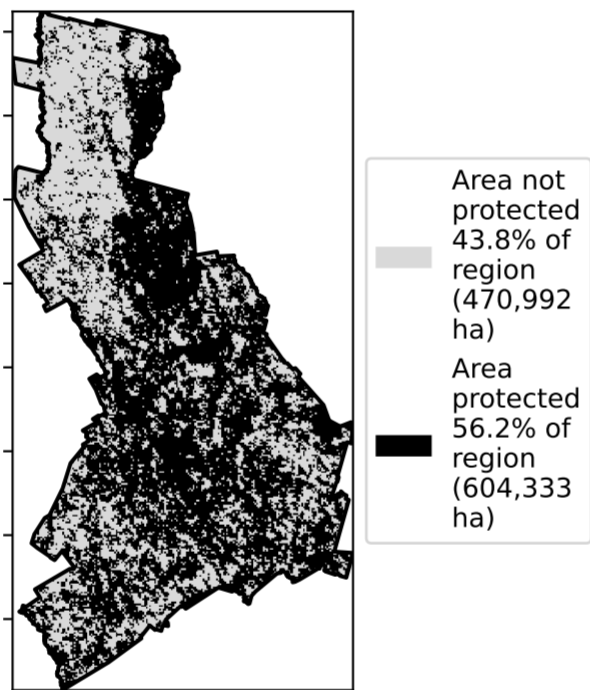 Area not
protected
43.8% of
region
(470,992
ha)
Area
protected
56.2% of
region
(604,333
ha)